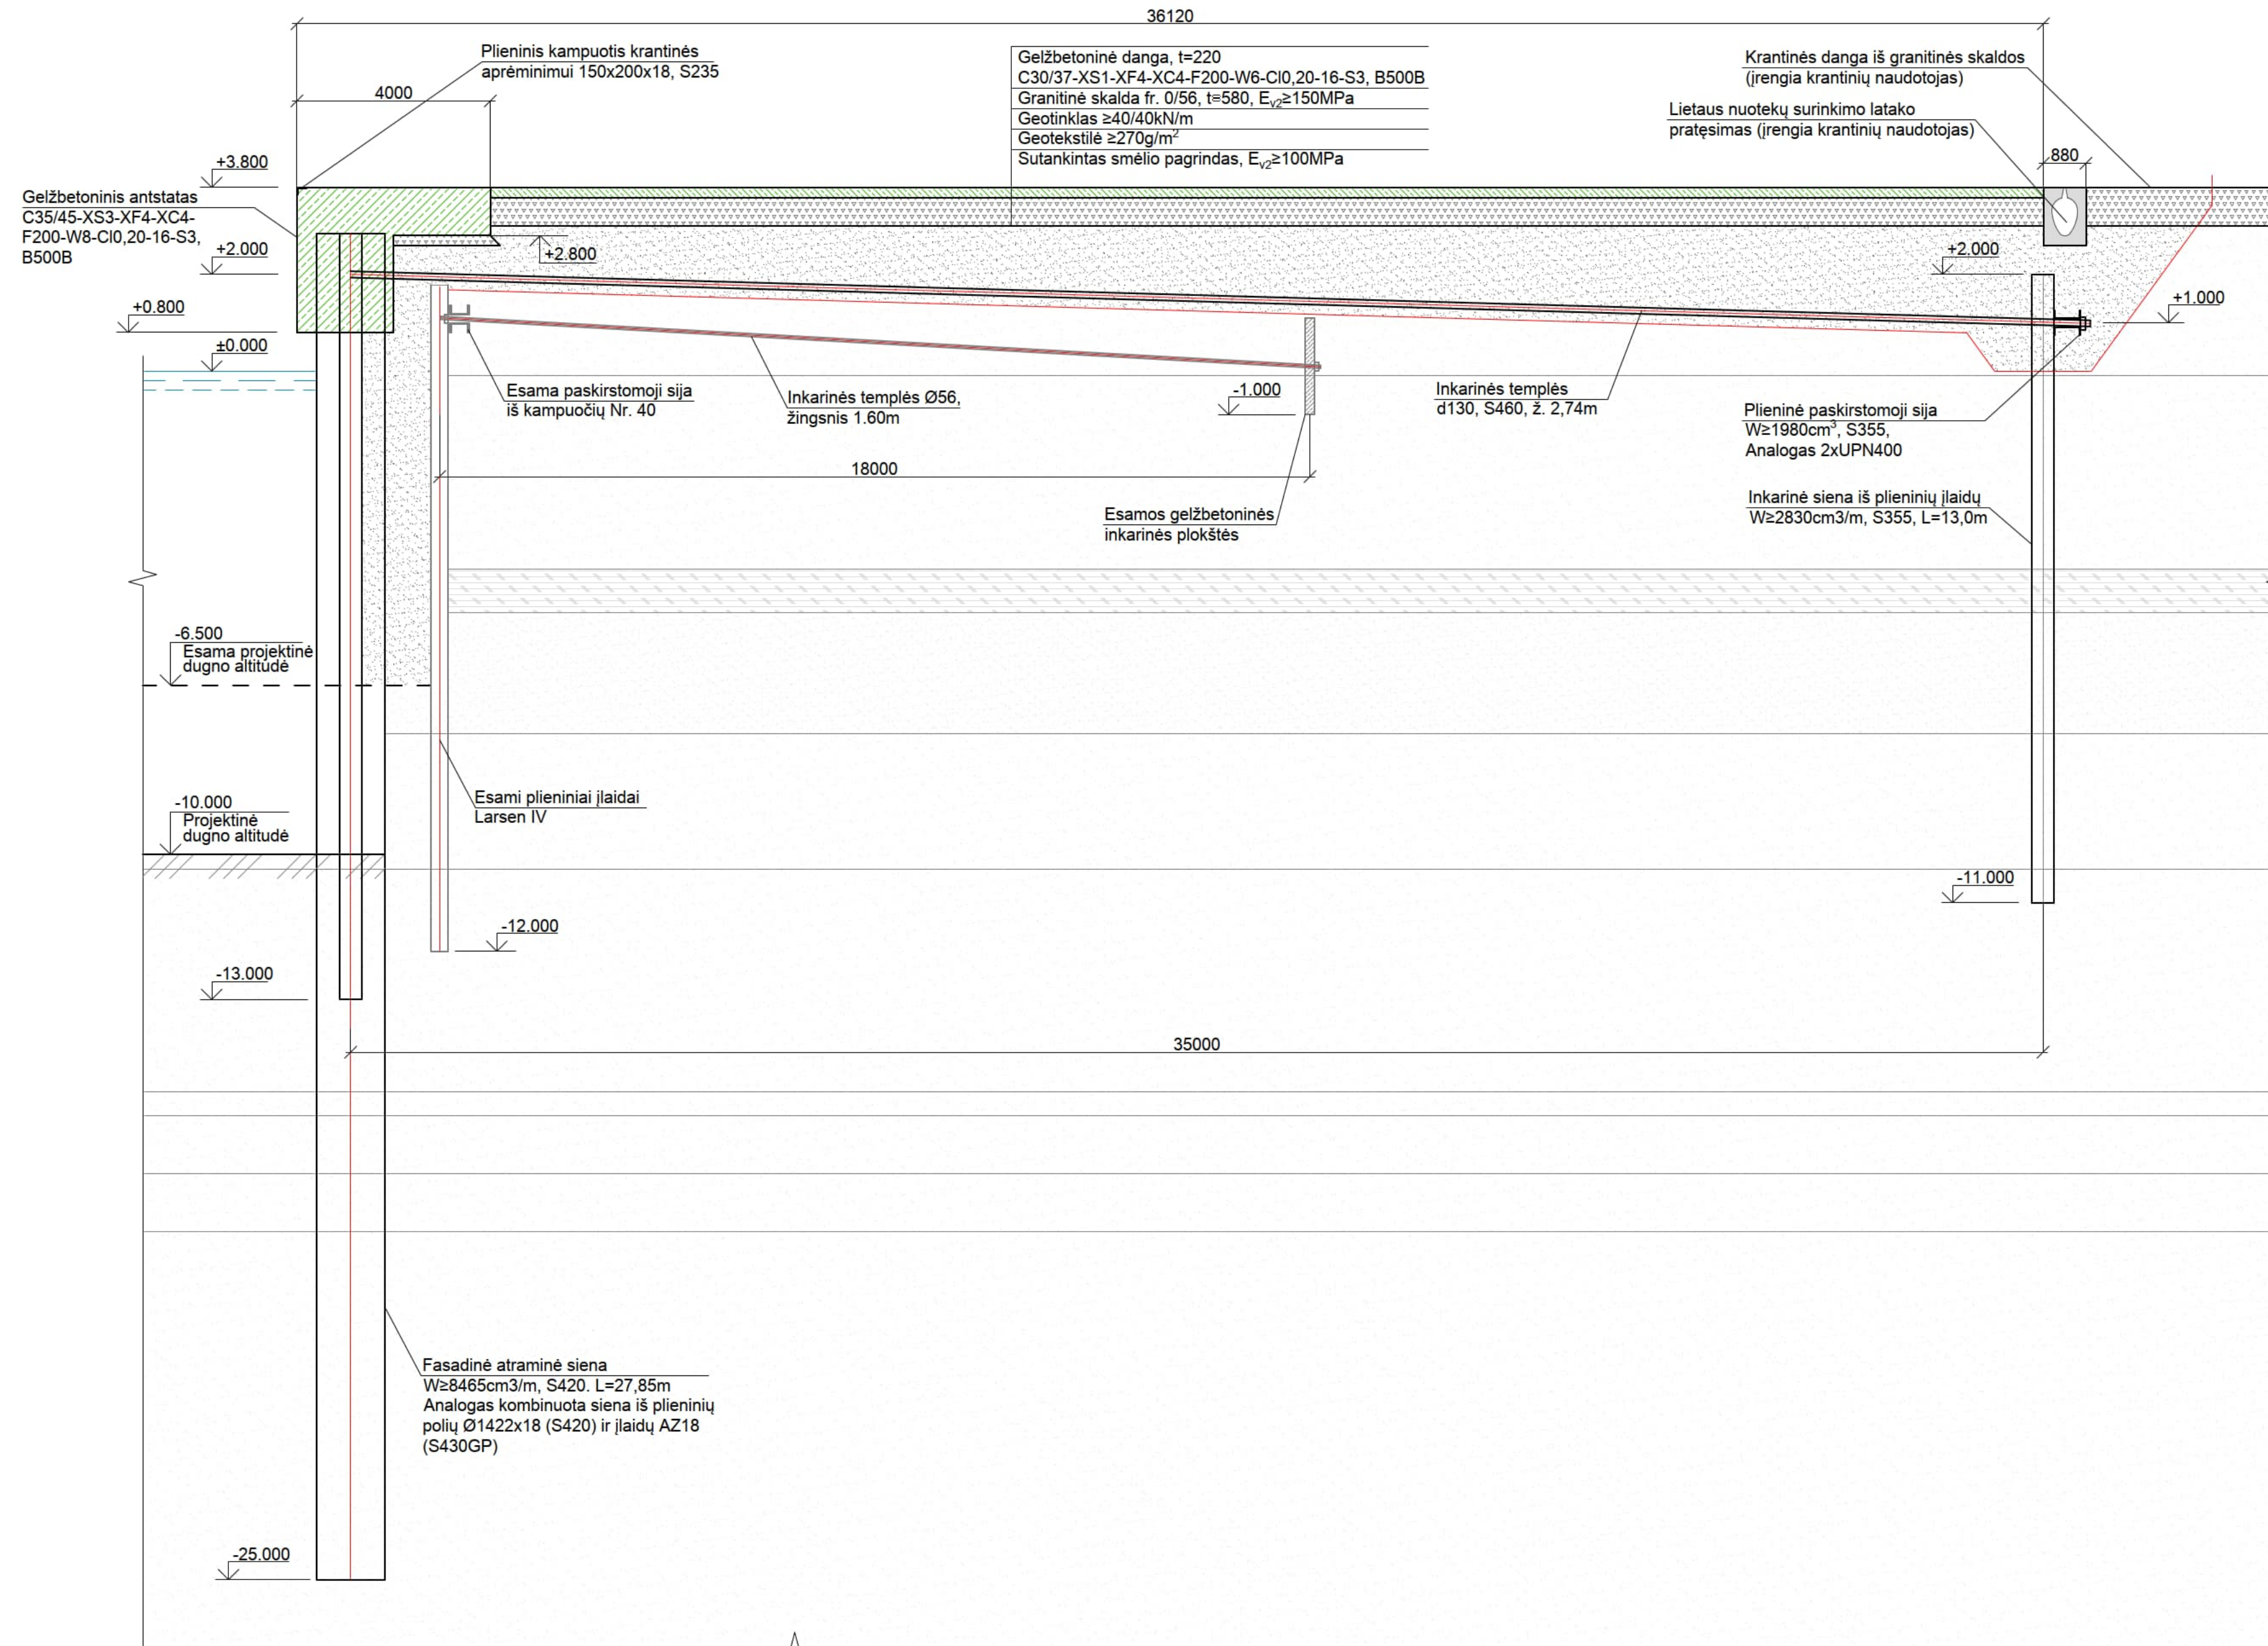 36120
Plieninis kampuotis krantinės
aprėminimui 150x200x18, S235
4000
Gelžbetoninė danga, t=220
C30/37-XS1-XF4-XC4-F200-W6-Cl0,20-16-S3, B500B
Granitinė skalda fr. 0/56, t=580, Ev2≥150MPa
Geotinklas ≥40/40kN/m
Geotekstilė ≥270g/m²
Sutankintas smėlio pagrindas, Ev2≥100MPa
Krantinės danga iš granitinės skaldos
(įrengia krantinių naudotojas)
Lietaus nuotekų surinkimo latako
pratęsimas (įrengia krantinių naudotojas)
880
+3.800
Gelžbetoninis antstatas
C35/45-XS3-XF4-XC4-
F200-W8-Cl0,20-16-S3,
B500B
+2.000
+2.800
+2.000
+0.800
+1.000
±0.000
Esama paskirstomoji sija
iš kampuočių Nr. 40
Inkarinės templės Ø56,
žingsnis 1.60m
-1.000
Inkarinės templės
d130, S460, ž. 2,74m
Plieninė paskirstomoji sija
W≥1980cm³, S355,
Analogas 2xUPN400
18000
Esamos gelžbetoninės
inkarinės plokštės
Inkarinė siena iš plieninių įlaidų
W≥2830cm3/m, S355, L=13,0m
-6.500
Esama projektinė
dugno altitudė
-10.000
Projektinė
dugno altitudė
Esami plieniniai įlaidai
Larsen IV
-11.000
-12.000
-13.000
35000
Fasadinė atraminė siena
W≥8465cm3/m, S420. L=27,85m
Analogas kombinuota siena iš plieninių
polių Ø1422x18 (S420) ir įlaidų AZ18
(S430GP)
-25.000